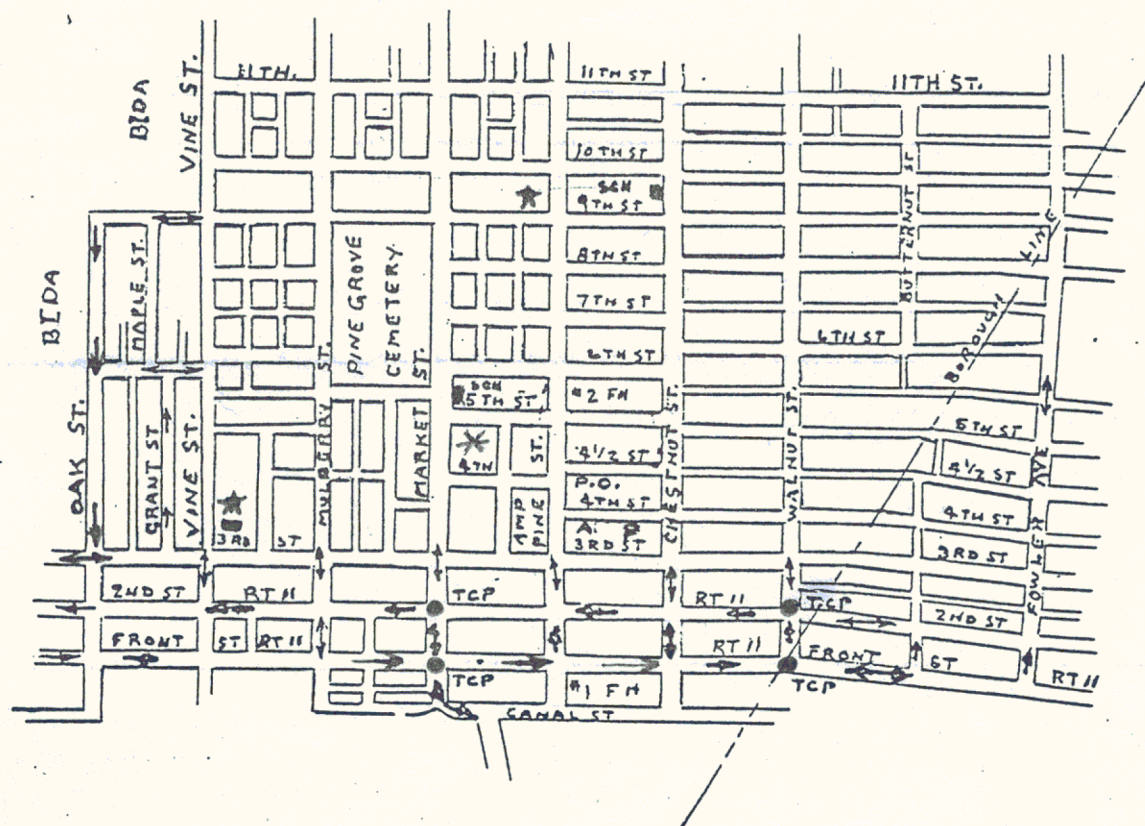 BIDA
VINE ST.
11TH.
11TH ST
11TH ST.
10TH ST
SCH
9TH ST
8TH ST
7TH ST
6TH ST
6TH ST
BUTTERNUT ST
BOROUGH LINE
BIDA
MAPLE ST.
PINE GROVE
CEMETERY
SCH
5TH ST
#2 FH
5TH ST
OAK ST.
GRANT ST
VINE ST.
MULBERRY ST.
MARKET ST.
4TH
PINE ST.
4 1/2 ST
CHESTNUT ST.
WALNUT ST.
4 1/2 ST
FOWLER AVE
P.O.
4TH ST
4TH ST
3RD ST
AMP
A.
3RD ST
3RD ST
2ND ST RT 11
TCP
RT 11
TCP
2ND ST
FRONT ST RT 11
RT 11
FRONT ST
RT 11
TCP
#1 FH
TCP
CANAL ST